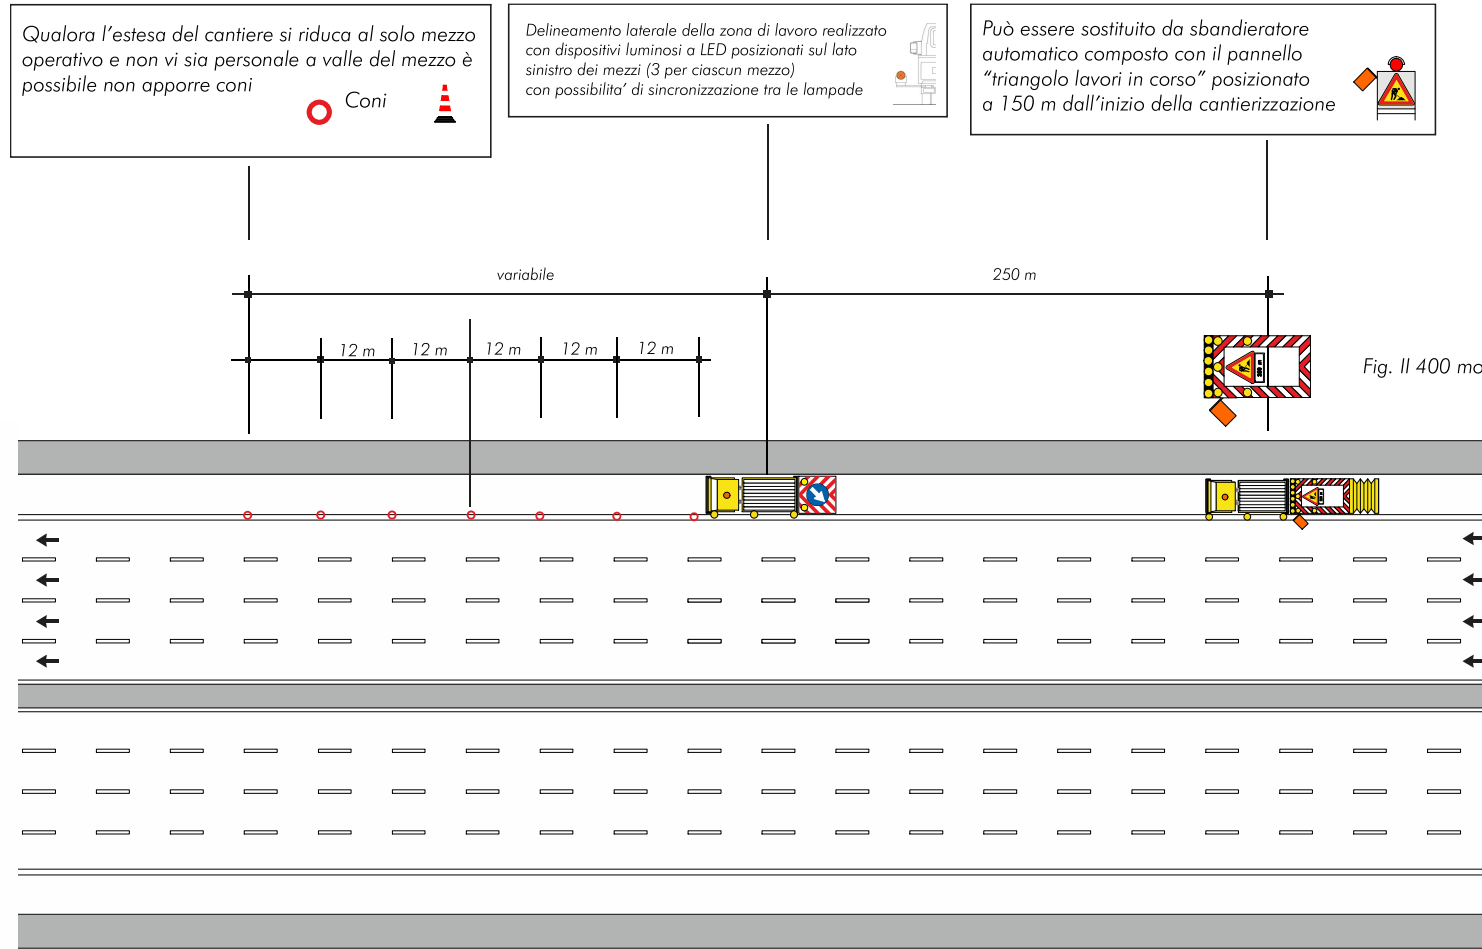 Qualora l'estesa del cantiere si riduca al solo mezzo
operativo e non vi sia personale a valle del mezzo è
possibile non apporre coni
Coni
Delineamento laterale della zona di lavoro realizzato
con dispositivi luminosi a LED posizionati sul lato
sinistro dei mezzi (3 per ciascun mezzo)
con possibilita' di sincronizzazione tra le lampade
Può essere sostituito da sbandieratore
automatico composto con il pannello
"triangolo lavori in corso" posizionato
a 150 m dall'inizio della cantierizzazione
variabile
250 m
12 m
12 m
12 m
12 m
12 m
Fig. II 400 mo